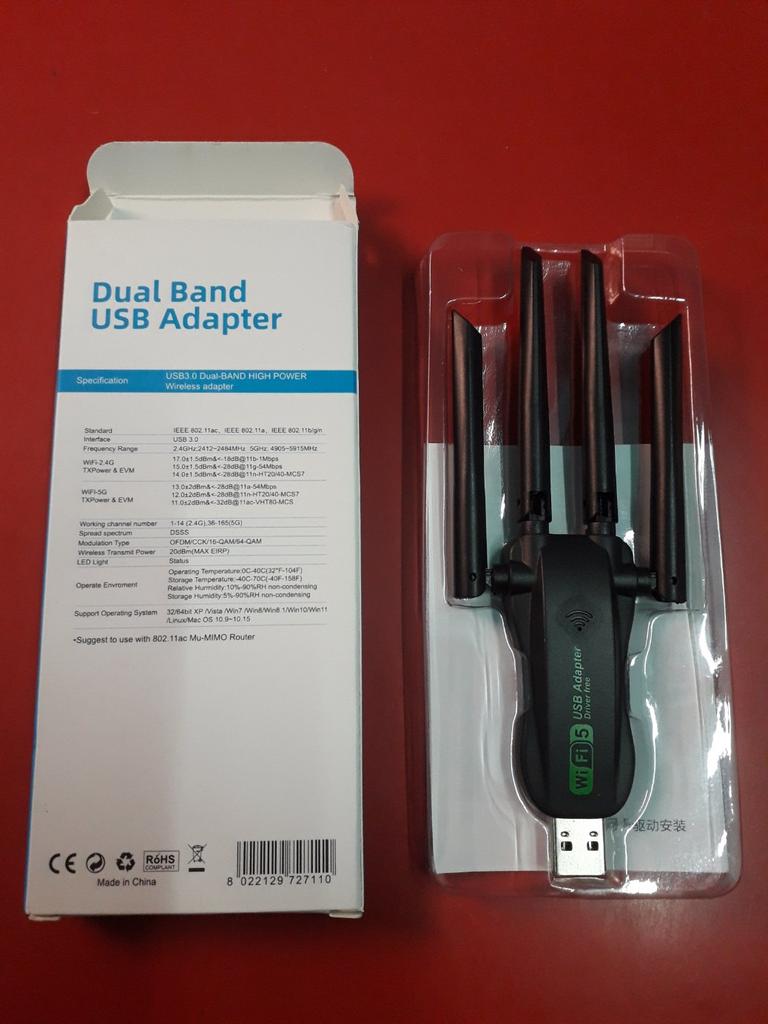 Dual Band
USB Adapter
Specification
USB3.0 Dual-BAND HIGH POWER
Wireless adapter
Standard IEEE 802.11ac、IEEE 802.11a、IEEE 802.11b/g/n
Interface USB 3.0
Frequency Range 2.4GHz;2412~2484MHz 5GHz; 4905~5915MHz
WiFi-2.4G
TXPower & EVM
17.0±1.5dBm&<-18dB@11b-1Mbps
15.0±1.5dBm&<-28dB@11g-54Mbps
14.0±1.5dBm&<-28dB@11n-HT20/40-MCS7
WIFI-5G
TXPower & EVM
13.0±2dBm&<-28dB@11a-54Mbps
12.0±2dBm&<-28dB@11n-HT20/40-MCS7
11.0±2dBm&<-32dB@11ac-VHT80-MCS
Working channel number 1-14 (2.4G),36-165(5G)
Spread spectrum DSSS
Modulation Type OFDM/CCK/16-QAM/64-QAM
Wireless Transmit Power 20dBm(MAX EIRP)
LED Light Status
Operate Enviroment
Operating Temperature:0C-40C(32°F-104F)
Storage Temperature:-40C-70C(-40F-158F)
Relative Hurmidity:10%-90%RH non-condensing
Storage Humidity:5%-90%RH non-condensing
Support Operating System 32/64bit XP /Vista /Win7 /Win8/Win8.1/Win10/Win11
/Linux/Mac OS 10.9~10.15
•Suggest to use with 802.11ac Mu-MIMO Router
CE
RoHS
COMPLIANT
Made in China
8 022129 727110
WiFi 5 USB Adapter
Driver free
驱动安装